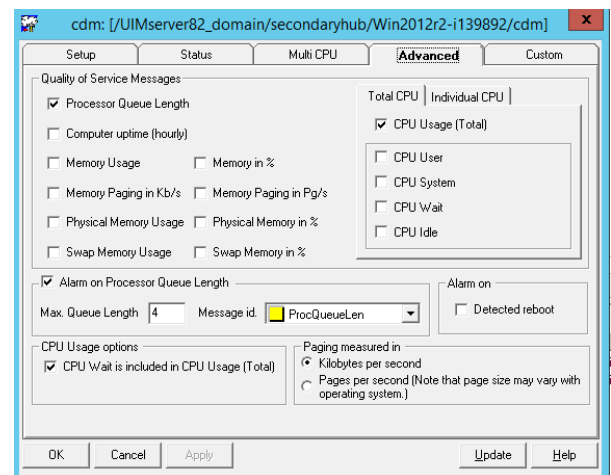 cdm: [/UIMserver82_domain/secondaryhub/Win2012r2-i139892/cdm]
x
Setup
Status
Multi CPU
Advanced
Custom
Quality of Service Messages
Processor Queue Length
Computer uptime (hourly)
Memory Usage
Memory in %
Memory Paging in Kb/s
Memory Paging in Pg/s
Physical Memory Usage
Physical Memory in %
Swap Memory Usage
Swap Memory in %
Total CPU
Individual CPU
CPU Usage (Total)
CPU User
CPU System
CPU Wait
CPU Idle
Alarm on Processor Queue Length
Max. Queue Length
4
Message id.
ProcQueueLen
Alarm on
Detected reboot
CPU Usage options
CPU Wait is included in CPU Usage (Total)
Paging measured in
Kilobytes per second
Pages per second (Note that page size may vary with
operating system.)
OK
Cancel
Apply
Update
Help